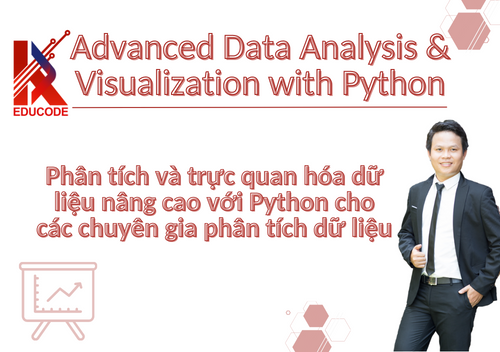 Advanced Data Analysis &
Visualization with Python
EDUCODE
Phân tích và trực quan hóa dữ
liệu nâng cao với Python cho
các chuyên gia phân tích dữ liệu